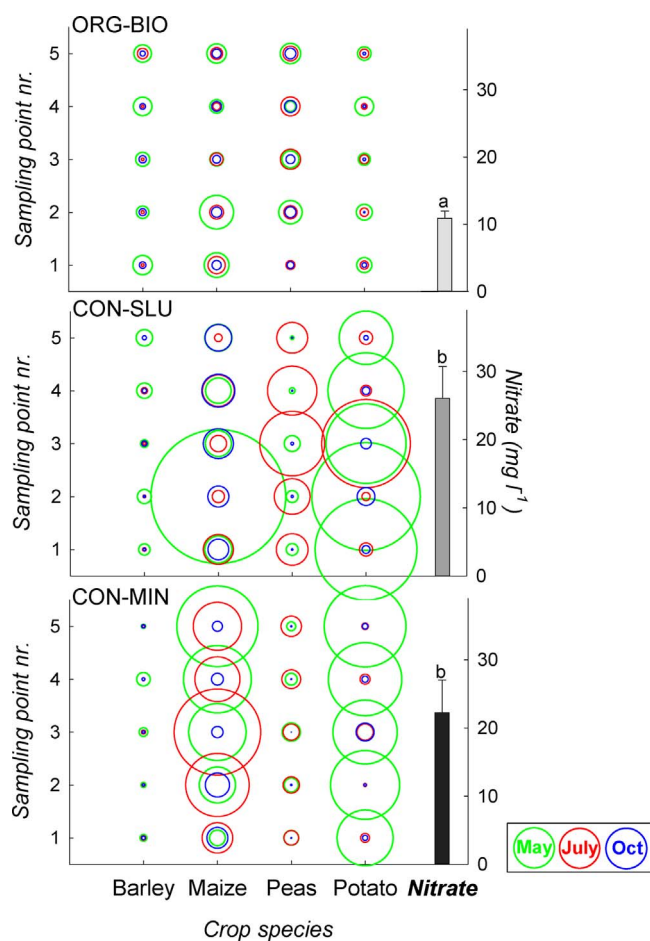 ORG-BIO
Sampling point nr.
5
4
3
2
1
30
20
10
0
a
CON-SLU
Sampling point nr.
5
4
3
2
1
30
20
10
0
b
Nitrate (mg l⁻¹)
CON-MIN
Sampling point nr.
5
4
3
2
1
30
20
10
0
b
May July Oct
Barley Maize Peas Potato Nitrate
Crop species